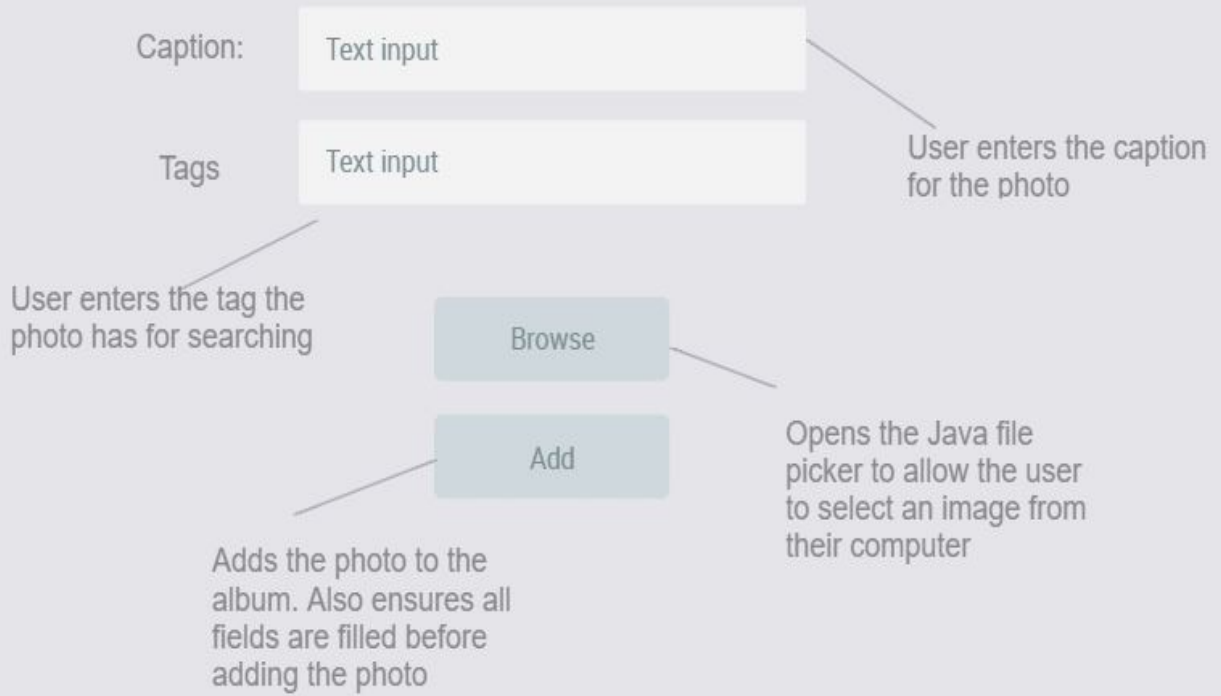 Caption:
Text input
User enters the caption
for the photo
Tags
Text input
User enters the tag the
photo has for searching
Browse
Opens the Java file
picker to allow the user
to select an image from
their computer
Add
Adds the photo to the
album. Also ensures all
fields are filled before
adding the photo